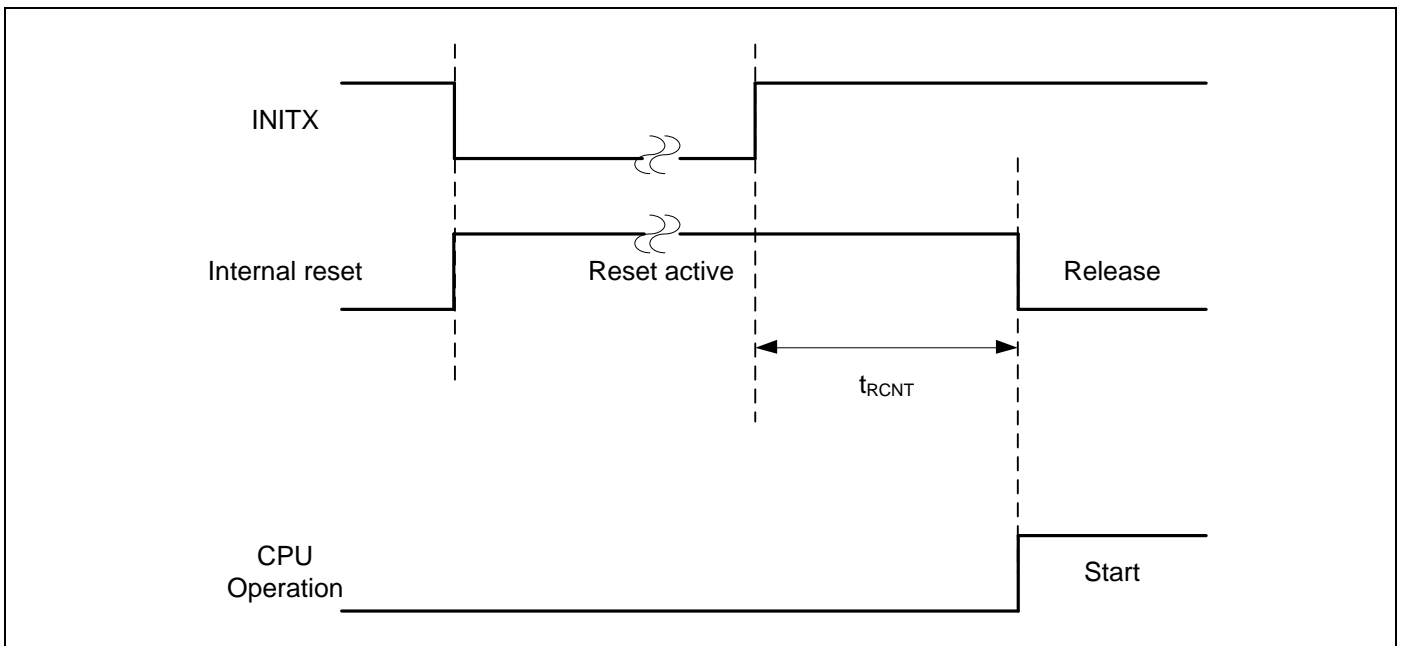 INITX
Internal reset
Reset active
Release
tRCNT
CPU
Operation
Start